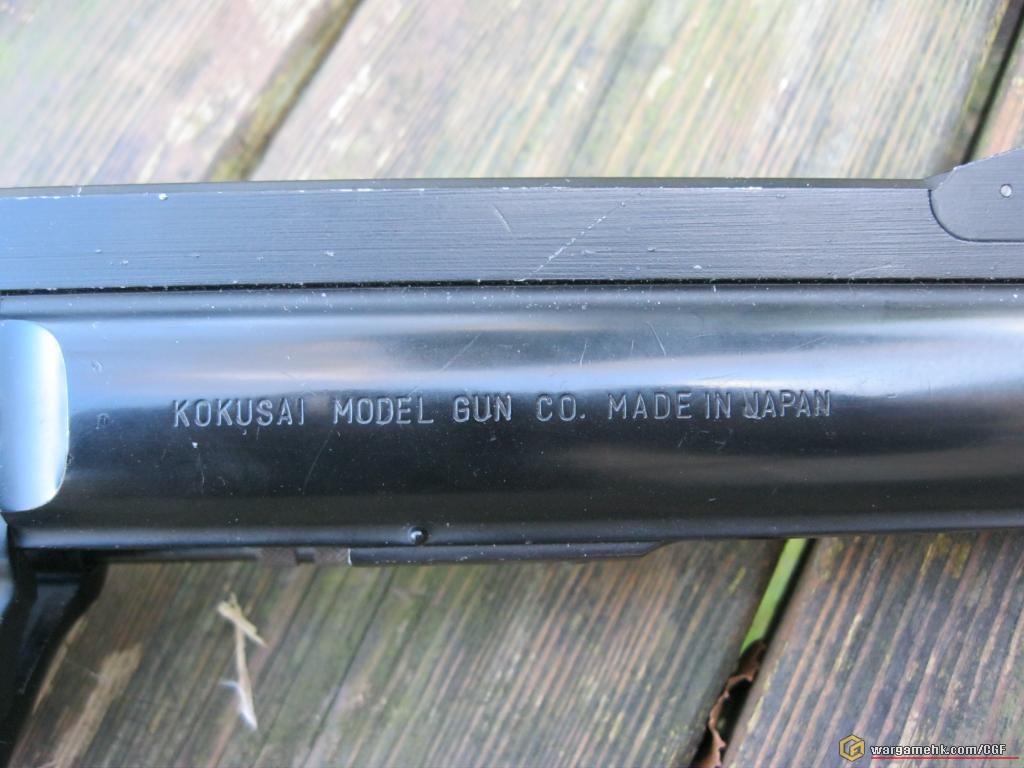 KOKUSAI MODEL GUN CO. MADE IN JAPAN
wargamehk.com/CGF